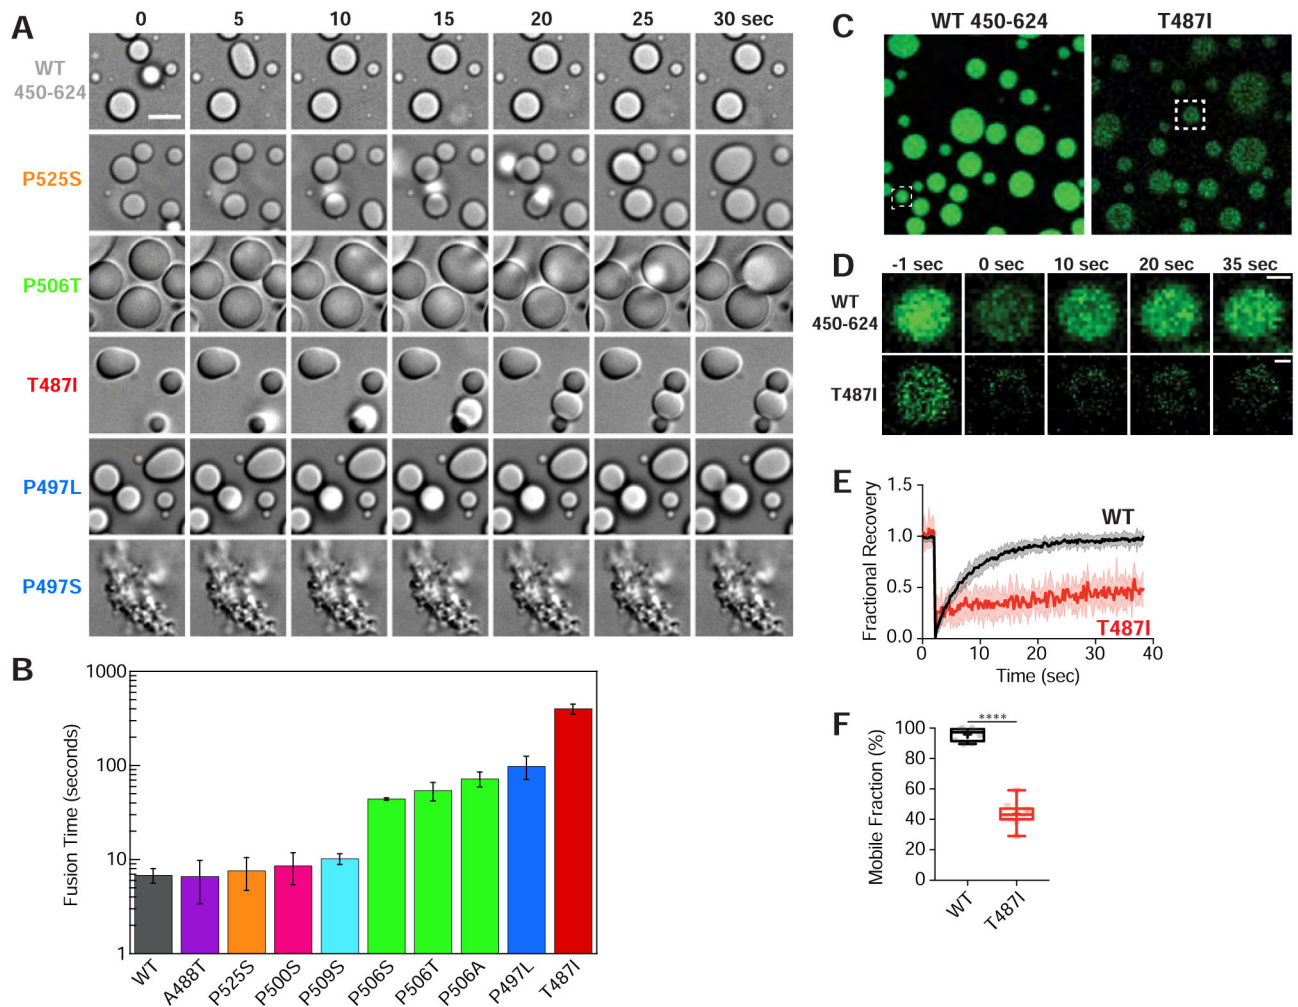 A
0 5 10 15 20 25 30 sec
WT
450-624
P525S
P506T
T487I
P497L
P497S
B
Fusion Time (seconds)
1000
100
10
1
WT A488T P525S P500S P509S P506S P506T P506A P497L T487I
C
WT 450-624 T487I
D
-1 sec 0 sec 10 sec 20 sec 35 sec
WT
450-624
T487I
E
Fractional Recovery
1.5
1.0
0.5
0.0
WT
T487I
0 10 20 30 40
Time (sec)
F
Mobile Fraction (%)
****
100
80
60
40
20
0
WT T487I